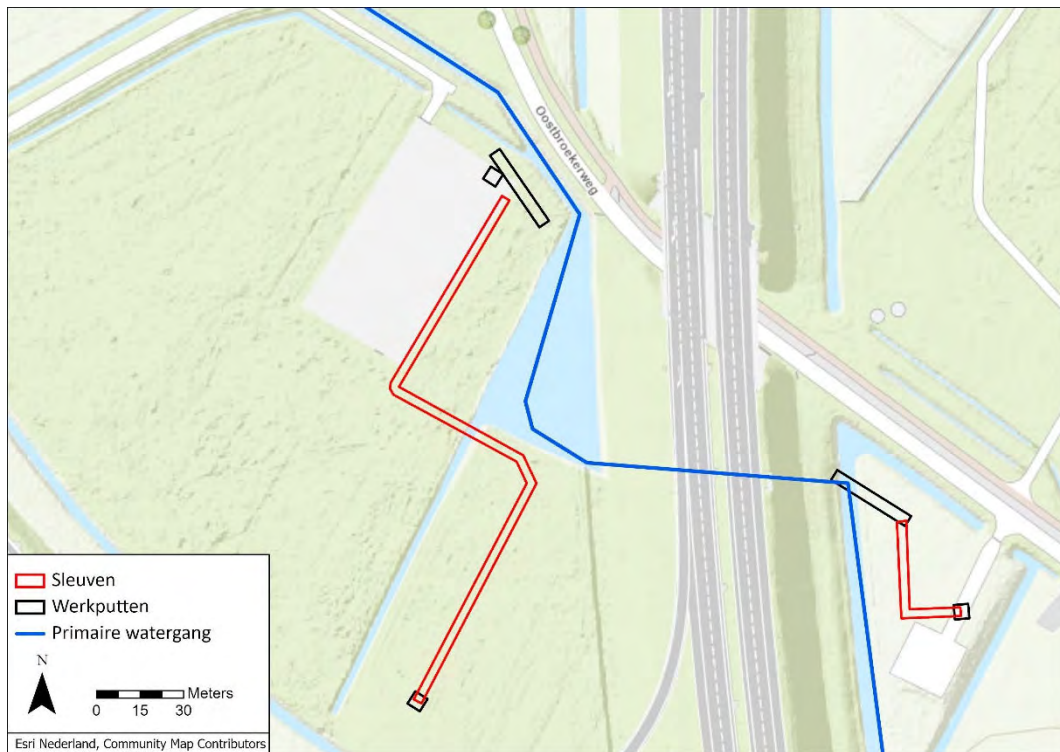 Oostbroekerweg
Sleuven
Werkputten
Primaire watergang
N
Meters
0 15 30
Esri Nederland, Community Map Contributors